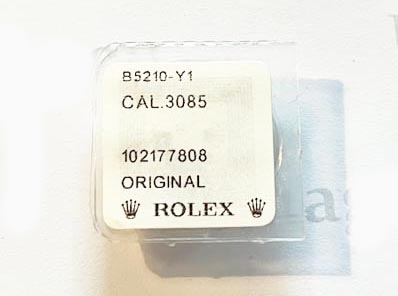 B5210-Y1
CAL.3085
102177808
ORIGINAL
ROLEX